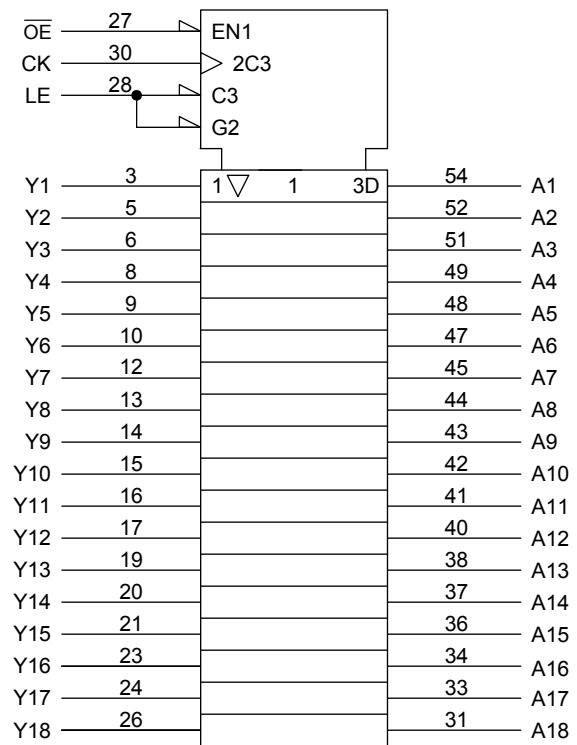 OE 27 EN1
CK 30 2C3
LE 28 C3
G2
Y1 3 1 1 3D 54 A1
Y2 5 52 A2
Y3 6 51 A3
Y4 8 49 A4
Y5 9 48 A5
Y6 10 47 A6
Y7 12 45 A7
Y8 13 44 A8
Y9 14 43 A9
Y10 15 42 A10
Y11 16 41 A11
Y12 17 40 A12
Y13 19 38 A13
Y14 20 37 A14
Y15 21 36 A15
Y16 23 34 A16
Y17 24 33 A17
Y18 26 31 A18